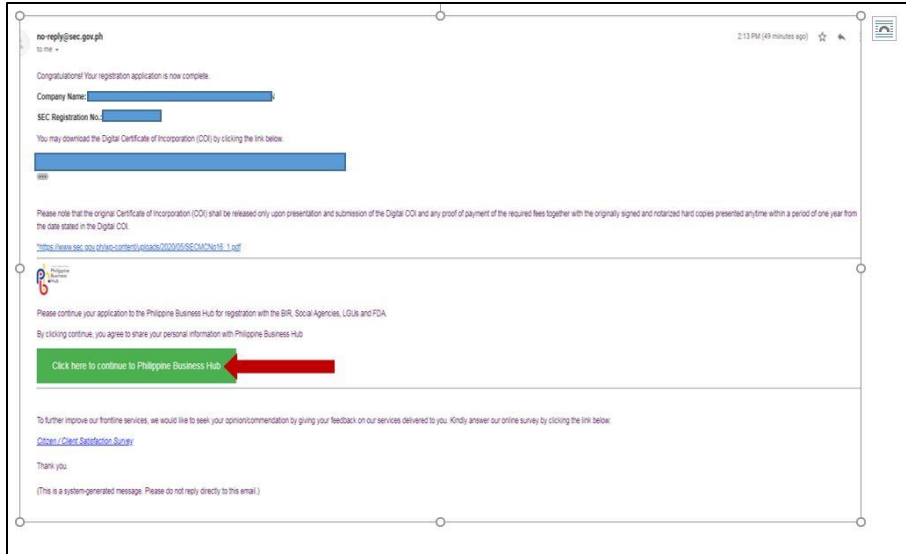 no-reply@sec.gov.ph
to me
2:13 PM (49 minutes ago)
Congratulations! Your registration application is now complete.
Company Name:
SEC Registration No.:
You may download the Digital Certificate of Incorporation (COI) by clicking the link below.
Please note that the original Certificate of Incorporation (COI) shall be released only upon presentation and submission of the Digital COI and any proof of payment of the required fees together with the originally signed and notarized hard copies presented anytime within a period of one year from
the date stated in the Digital COI.
*https://www.sec.gov.ph/wp-content/uploads/2020/05/SECMCNo16_1.pdf
Philippine
Business
Hub
Please continue your application to the Philippine Business Hub for registration with the BIR, Social Agencies, LGUs and FDA.
By clicking continue, you agree to share your personal information with Philippine Business Hub
Click here to continue to Philippine Business Hub
To further improve our frontline services, we would like to seek your opinion/commendation by giving your feedback on our services delivered to you. Kindly answer our online survey by clicking the link below:
Citizen / Client Satisfaction Survey
Thank you.
(This is a system-generated message. Please do not reply directly to this email.)